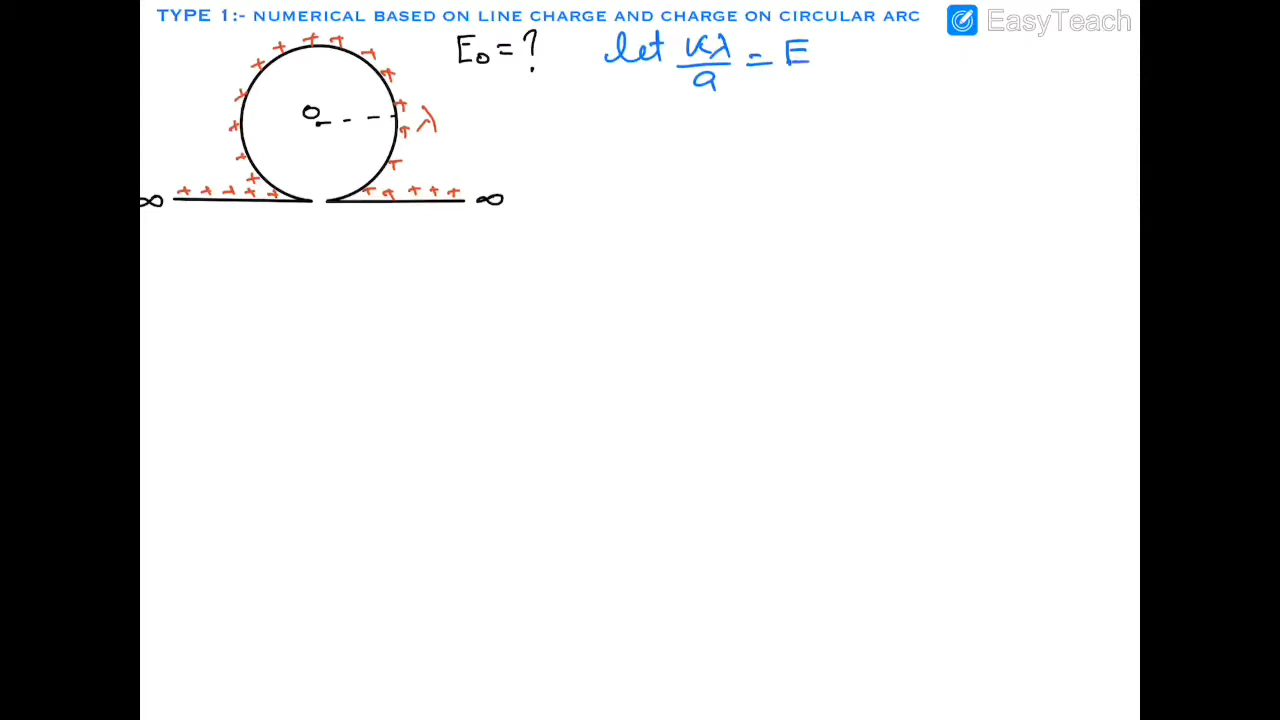 TYPE 1:- NUMERICAL BASED ON LINE CHARGE AND CHARGE ON CIRCULAR ARC
EasyTeach
E₀ = ?
let Kλ/a = E
O
λ
∞
∞